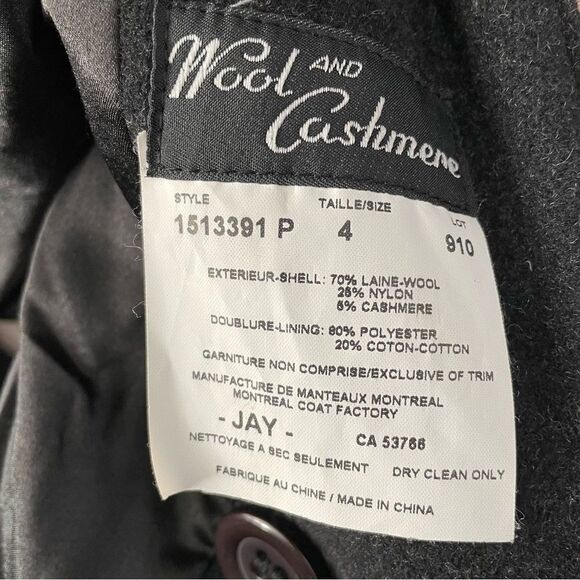 Wool AND
Cashmere
STYLE TAILLE/SIZE LOT
1513391 P 4 910
EXTERIEUR-SHELL: 70% LAINE-WOOL
25% NYLON
5% CASHMERE
DOUBLURE-LINING: 80% POLYESTER
20% COTON-COTTON
GARNITURE NON COMPRISE/EXCLUSIVE OF TRIM
MANUFACTURE DE MANTEAUX MONTREAL
MONTREAL COAT FACTORY
- JAY - CA 53766
NETTOYAGE A SEC SEULEMENT DRY CLEAN ONLY
FABRIQUE AU CHINE / MADE IN CHINA